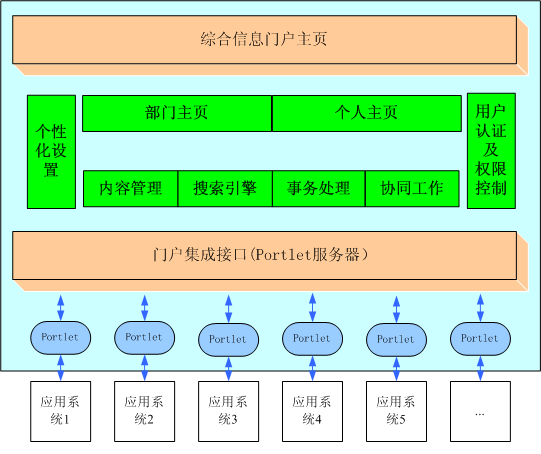 综合信息门户主页
个性
化设
置
部门主页
个人主页
用户
认证
及
权限
控制
内容管理
搜索引擎
事务处理
协同工作
门户集成接口(Portlet服务器）
Portlet
Portlet
Portlet
Portlet
Portlet
Portlet
应用系
统1
应用系
统2
应用系
统3
应用系
统4
应用系
统5
...